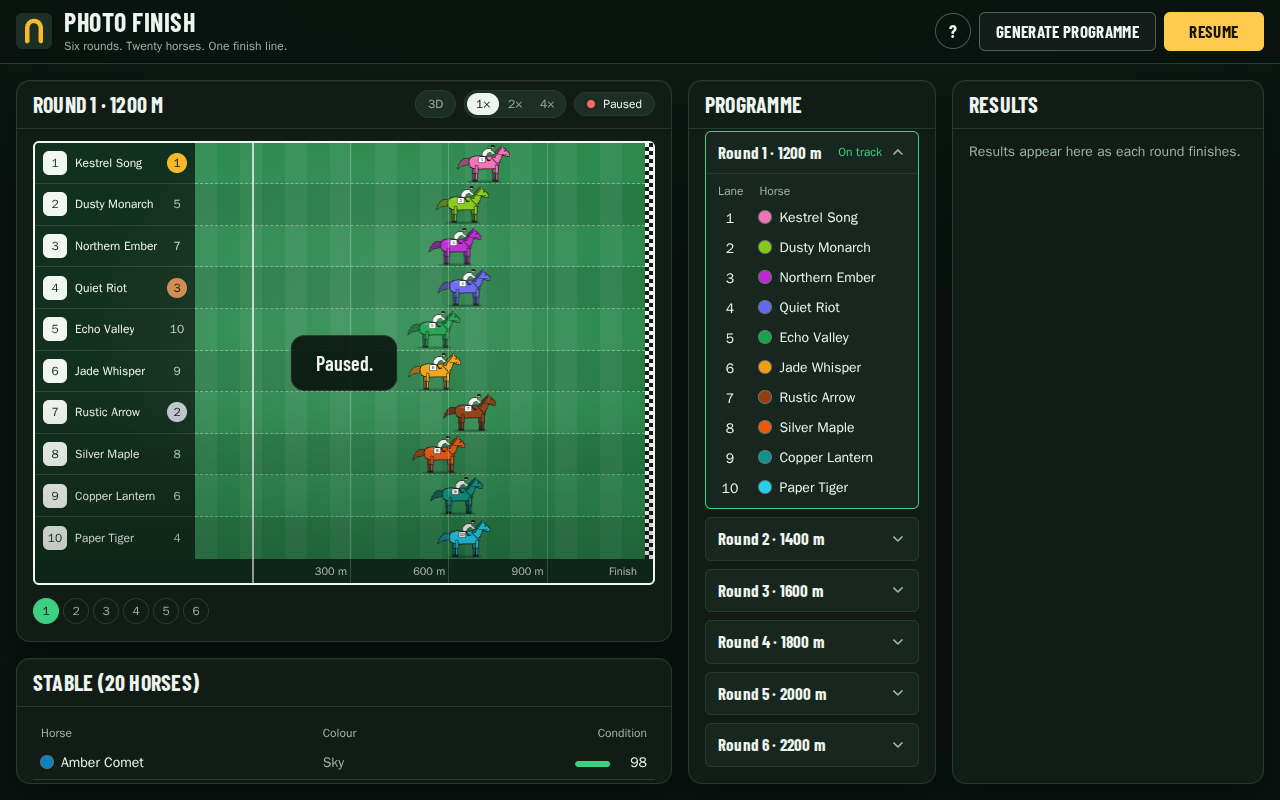 PHOTO FINISH
Six rounds. Twenty horses. One finish line.
?
GENERATE PROGRAMME
RESUME
ROUND 1 · 1200 M
3D
1×
2×
4×
Paused
1 Kestrel Song 1
2 Dusty Monarch 5
3 Northern Ember 7
4 Quiet Riot 3
5 Echo Valley 10
6 Jade Whisper 9
7 Rustic Arrow 2
8 Silver Maple 8
9 Copper Lantern 6
10 Paper Tiger 4
Paused.
300 m
600 m
900 m
Finish
1 2 3 4 5 6
STABLE (20 HORSES)
Horse Colour Condition
Amber Comet Sky 98
PROGRAMME
Round 1 · 1200 m On track
Lane Horse
1 Kestrel Song
2 Dusty Monarch
3 Northern Ember
4 Quiet Riot
5 Echo Valley
6 Jade Whisper
7 Rustic Arrow
8 Silver Maple
9 Copper Lantern
10 Paper Tiger
Round 2 · 1400 m
Round 3 · 1600 m
Round 4 · 1800 m
Round 5 · 2000 m
Round 6 · 2200 m
RESULTS
Results appear here as each round finishes.